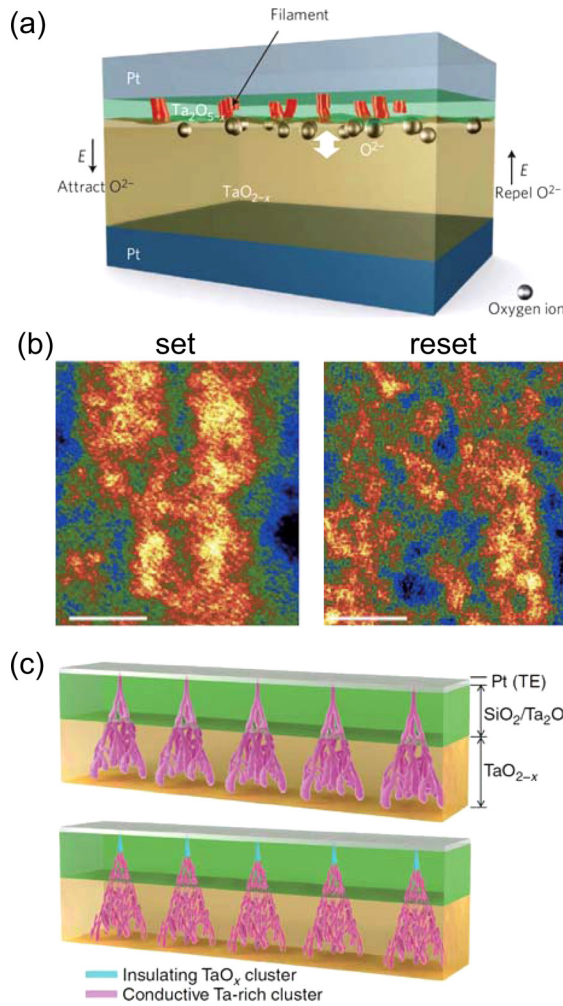 (a)
Filament
Pt
Ta₂O₅₋ₓ
E
Attract O²⁻
O²⁻
E
Repel O²⁻
TaO₂₋ₓ
Pt
Oxygen ion
(b)
set
reset
(c)
Pt (TE)
SiO₂/Ta₂O
TaO₂₋ₓ
Insulating TaOₓ cluster
Conductive Ta-rich cluster